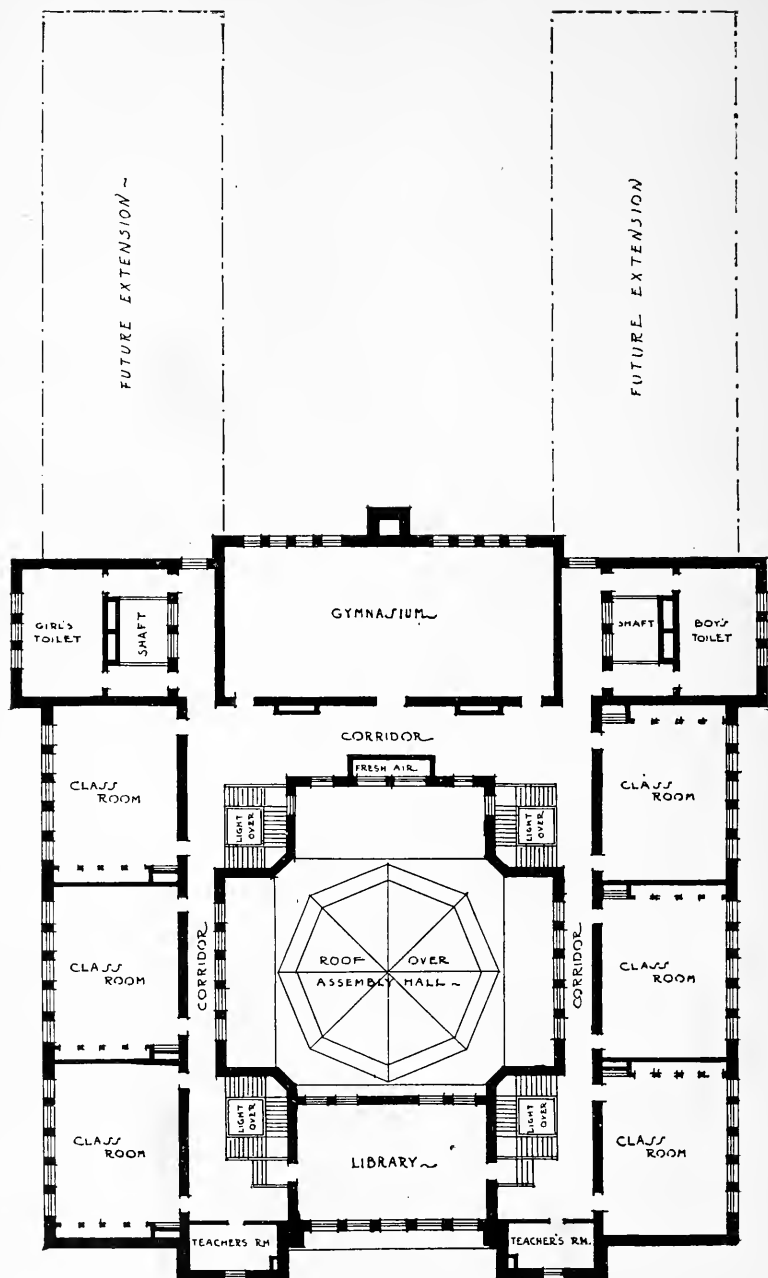 FUTURE EXTENSION
FUTURE EXTENSION
GYMNASIUM
GIRL'S
TOILET
SHAFT
SHAFT
BOY'S
TOILET
CORRIDOR
FRESH AIR
CLASS
ROOM
LIGHT
OVER
LIGHT
OVER
CLASS
ROOM
CORRIDOR
ROOF OVER
ASSEMBLY HALL
CORRIDOR
CLASS
ROOM
CLASS
ROOM
LIGHT
OVER
LIGHT
OVER
CLASS
ROOM
LIBRARY
CLASS
ROOM
TEACHERS RM
TEACHER'S RM.